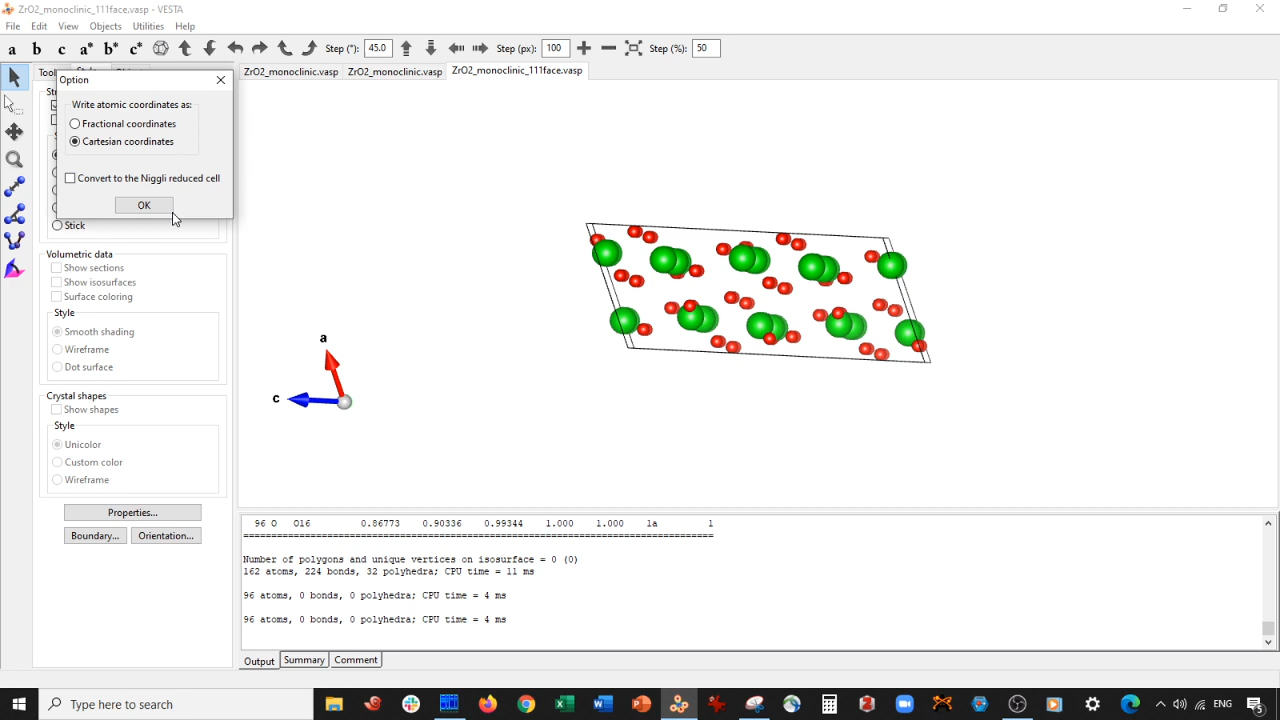 ZrO2_monoclinic_111face.vasp - VESTA
File Edit View Objects Utilities Help
a b c a* b* c* Step (°): 45.0 Step (px): 100 Step (%): 50
ZrO2_monoclinic.vasp ZrO2_monoclinic.vasp ZrO2_monoclinic_111face.vasp
Option
Write atomic coordinates as:
Fractional coordinates
Cartesian coordinates
Convert to the Niggli reduced cell
OK
Stick
Volumetric data
Show sections
Show isosurfaces
Surface coloring
Style
Smooth shading
Wireframe
Dot surface
Crystal shapes
Show shapes
Style
Unicolor
Custom color
Wireframe
Properties...
Boundary... Orientation...
a
c
96 O O16 0.86773 0.90336 0.99344 1.000 1.000 1a 1
Number of polygons and unique vertices on isosurface = 0 (0)
162 atoms, 224 bonds, 32 polyhedra; CPU time = 11 ms
96 atoms, 0 bonds, 0 polyhedra; CPU time = 4 ms
96 atoms, 0 bonds, 0 polyhedra; CPU time = 4 ms
Output Summary Comment
Type here to search
ENG